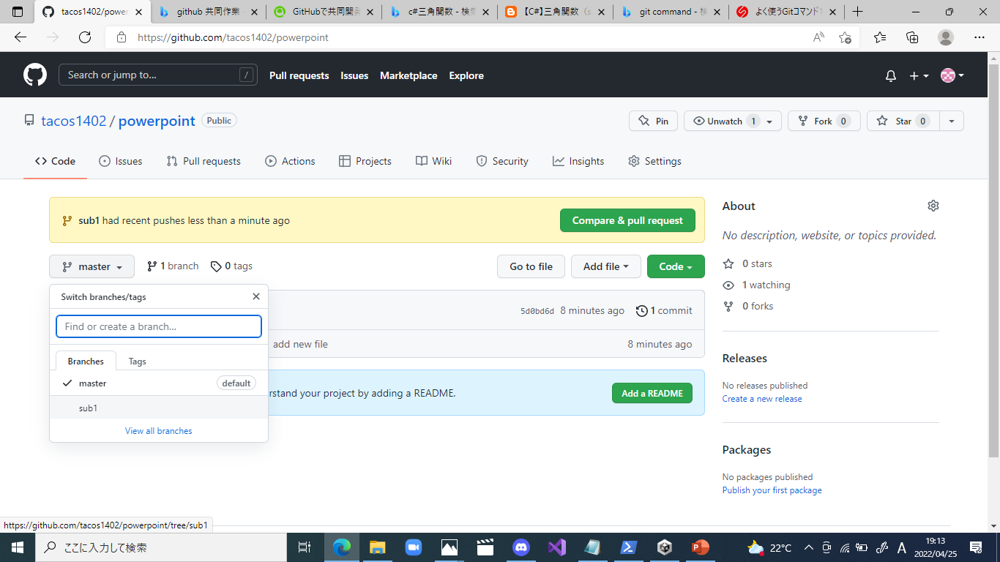 tacos1402/power
github 共同作業 -
GitHubで共同開発
c#三角関数 - 検索
【C#】三角関数（s
git command - 検
よく使うGitコマンド1
https://github.com/tacos1402/powerpoint
Search or jump to...
/
Pull requests
Issues
Marketplace
Explore
tacos1402 / powerpoint
Public
Pin
Unwatch 1
Fork 0
Star 0
Code
Issues
Pull requests
Actions
Projects
Wiki
Security
Insights
Settings
sub1 had recent pushes less than a minute ago
Compare & pull request
master
1 branch
0 tags
Go to file
Add file
Code
Switch branches/tags
Find or create a branch...
Branches
Tags
master
default
sub1
View all branches
5d0bd6d
8 minutes ago
1 commit
add new file
8 minutes ago
rstand your project by adding a README.
Add a README
About
No description, website, or topics provided.
0 stars
1 watching
0 forks
Releases
No releases published
Create a new release
Packages
No packages published
Publish your first package
https://github.com/tacos1402/powerpoint/tree/sub1
ここに入力して検索
22°C
A
19:13
2022/04/25